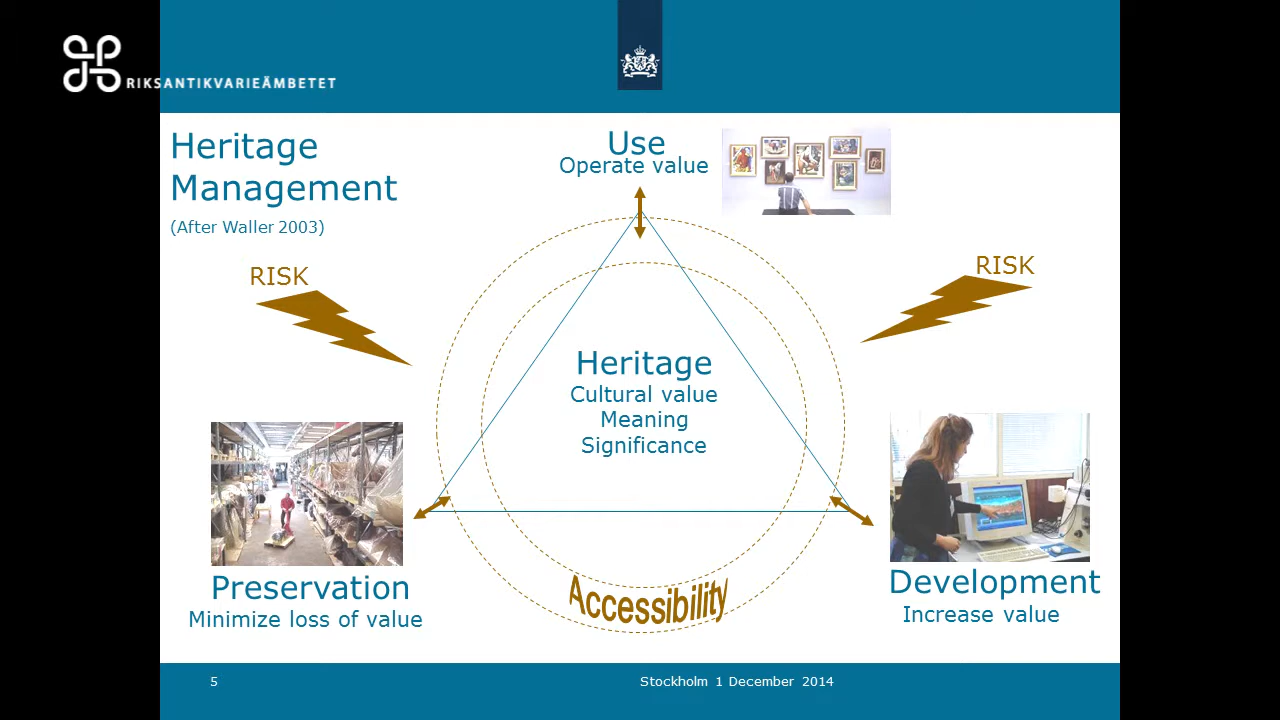 RIKSANTIKVARIEÄMBETET
Heritage
Management
(After Waller 2003)
Use
Operate value
RISK
RISK
Heritage
Cultural value
Meaning
Significance
Preservation
Minimize loss of value
Development
Increase value
Accessibility
5
Stockholm 1 December 2014